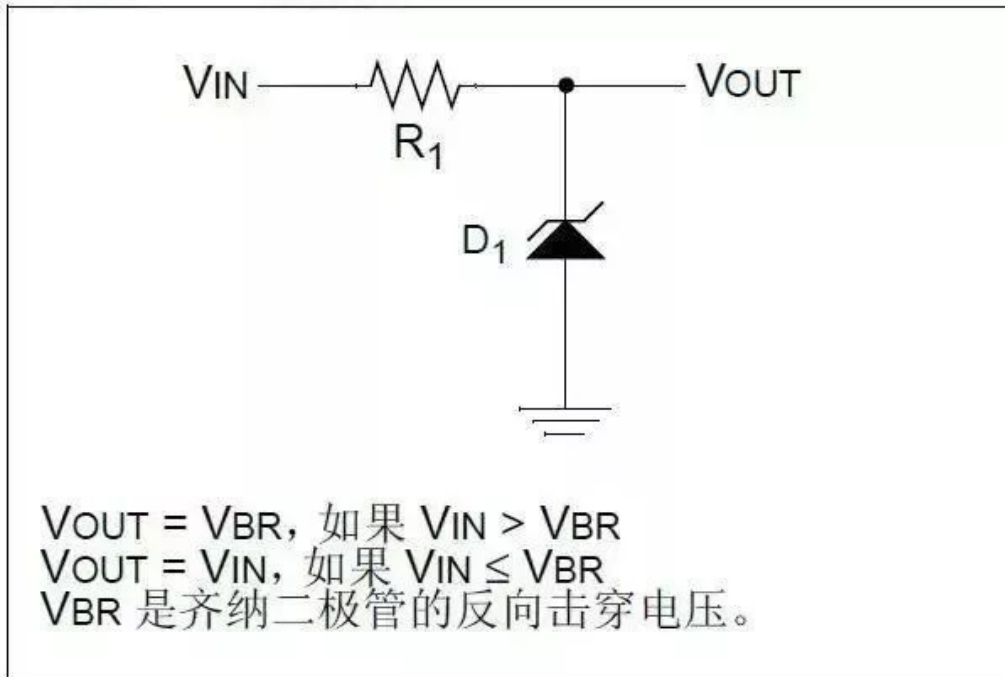 VIN
VOUT
R1
D1
VOUT = VBR, 如果 VIN > VBR
VOUT = VIN, 如果 VIN ≤ VBR
VBR 是齐纳二极管的反向击穿电压。